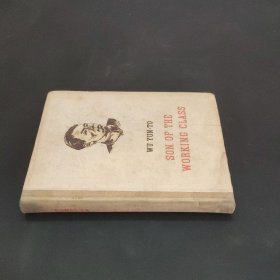 WU YUN-TO
SON OF THE
WORKING CLASS